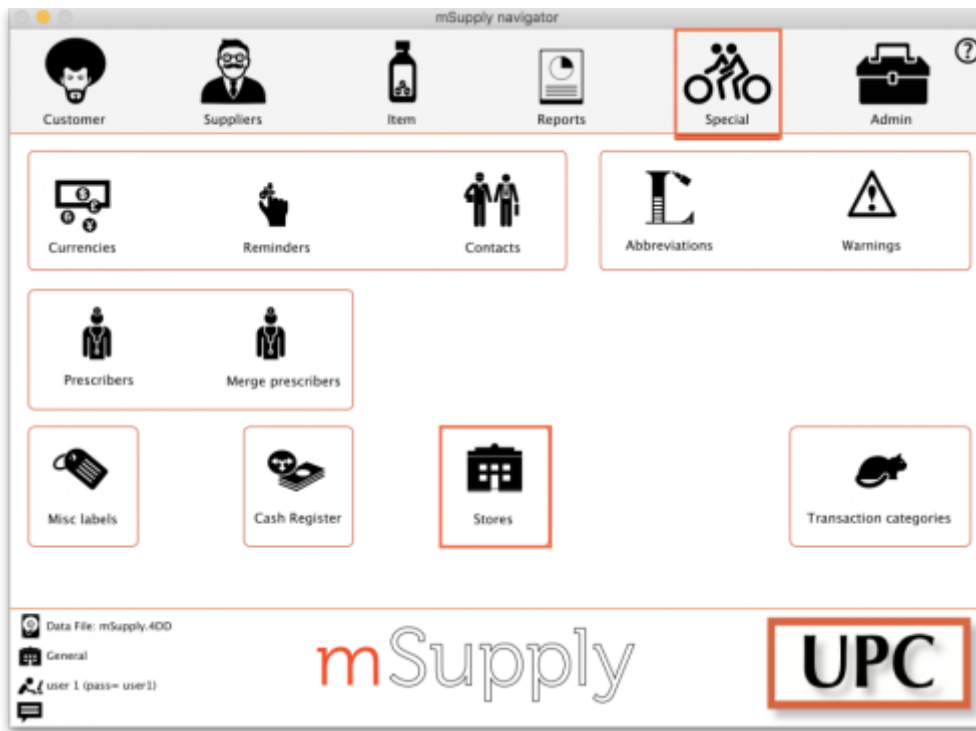 mSupply navigator
?
Customer Suppliers Item Reports Special Admin
Currencies Reminders Contacts Abbreviations Warnings
Prescribers Merge prescribers
Misc labels Cash Register Stores Transaction categories
Data File: mSupply.4DD
General
user 1 (pass= user1)
mSupply
UPC